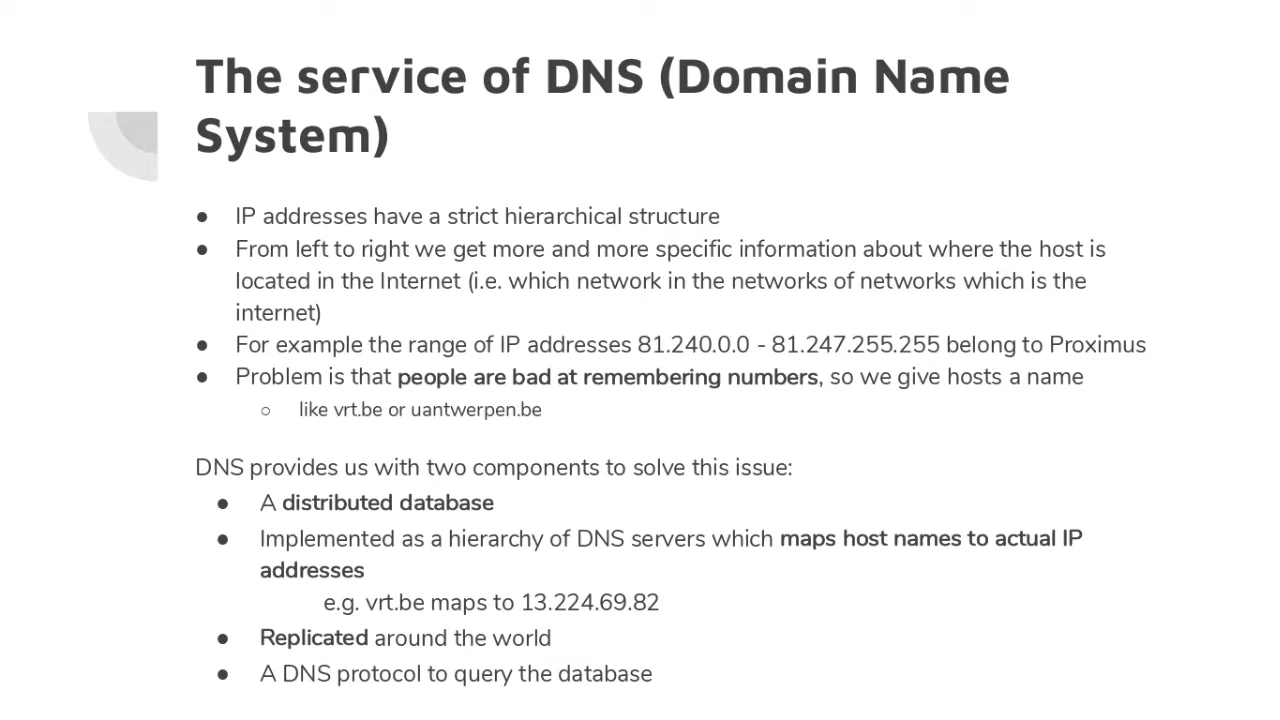 The service of DNS (Domain Name
System)
● IP addresses have a strict hierarchical structure
● From left to right we get more and more specific information about where the host is
located in the Internet (i.e. which network in the networks of networks which is the
internet)
● For example the range of IP addresses 81.240.0.0 - 81.247.255.255 belong to Proximus
● Problem is that people are bad at remembering numbers, so we give hosts a name
○ like vrt.be or uantwerpen.be
DNS provides us with two components to solve this issue:
● A distributed database
● Implemented as a hierarchy of DNS servers which maps host names to actual IP
addresses
e.g. vrt.be maps to 13.224.69.82
● Replicated around the world
● A DNS protocol to query the database